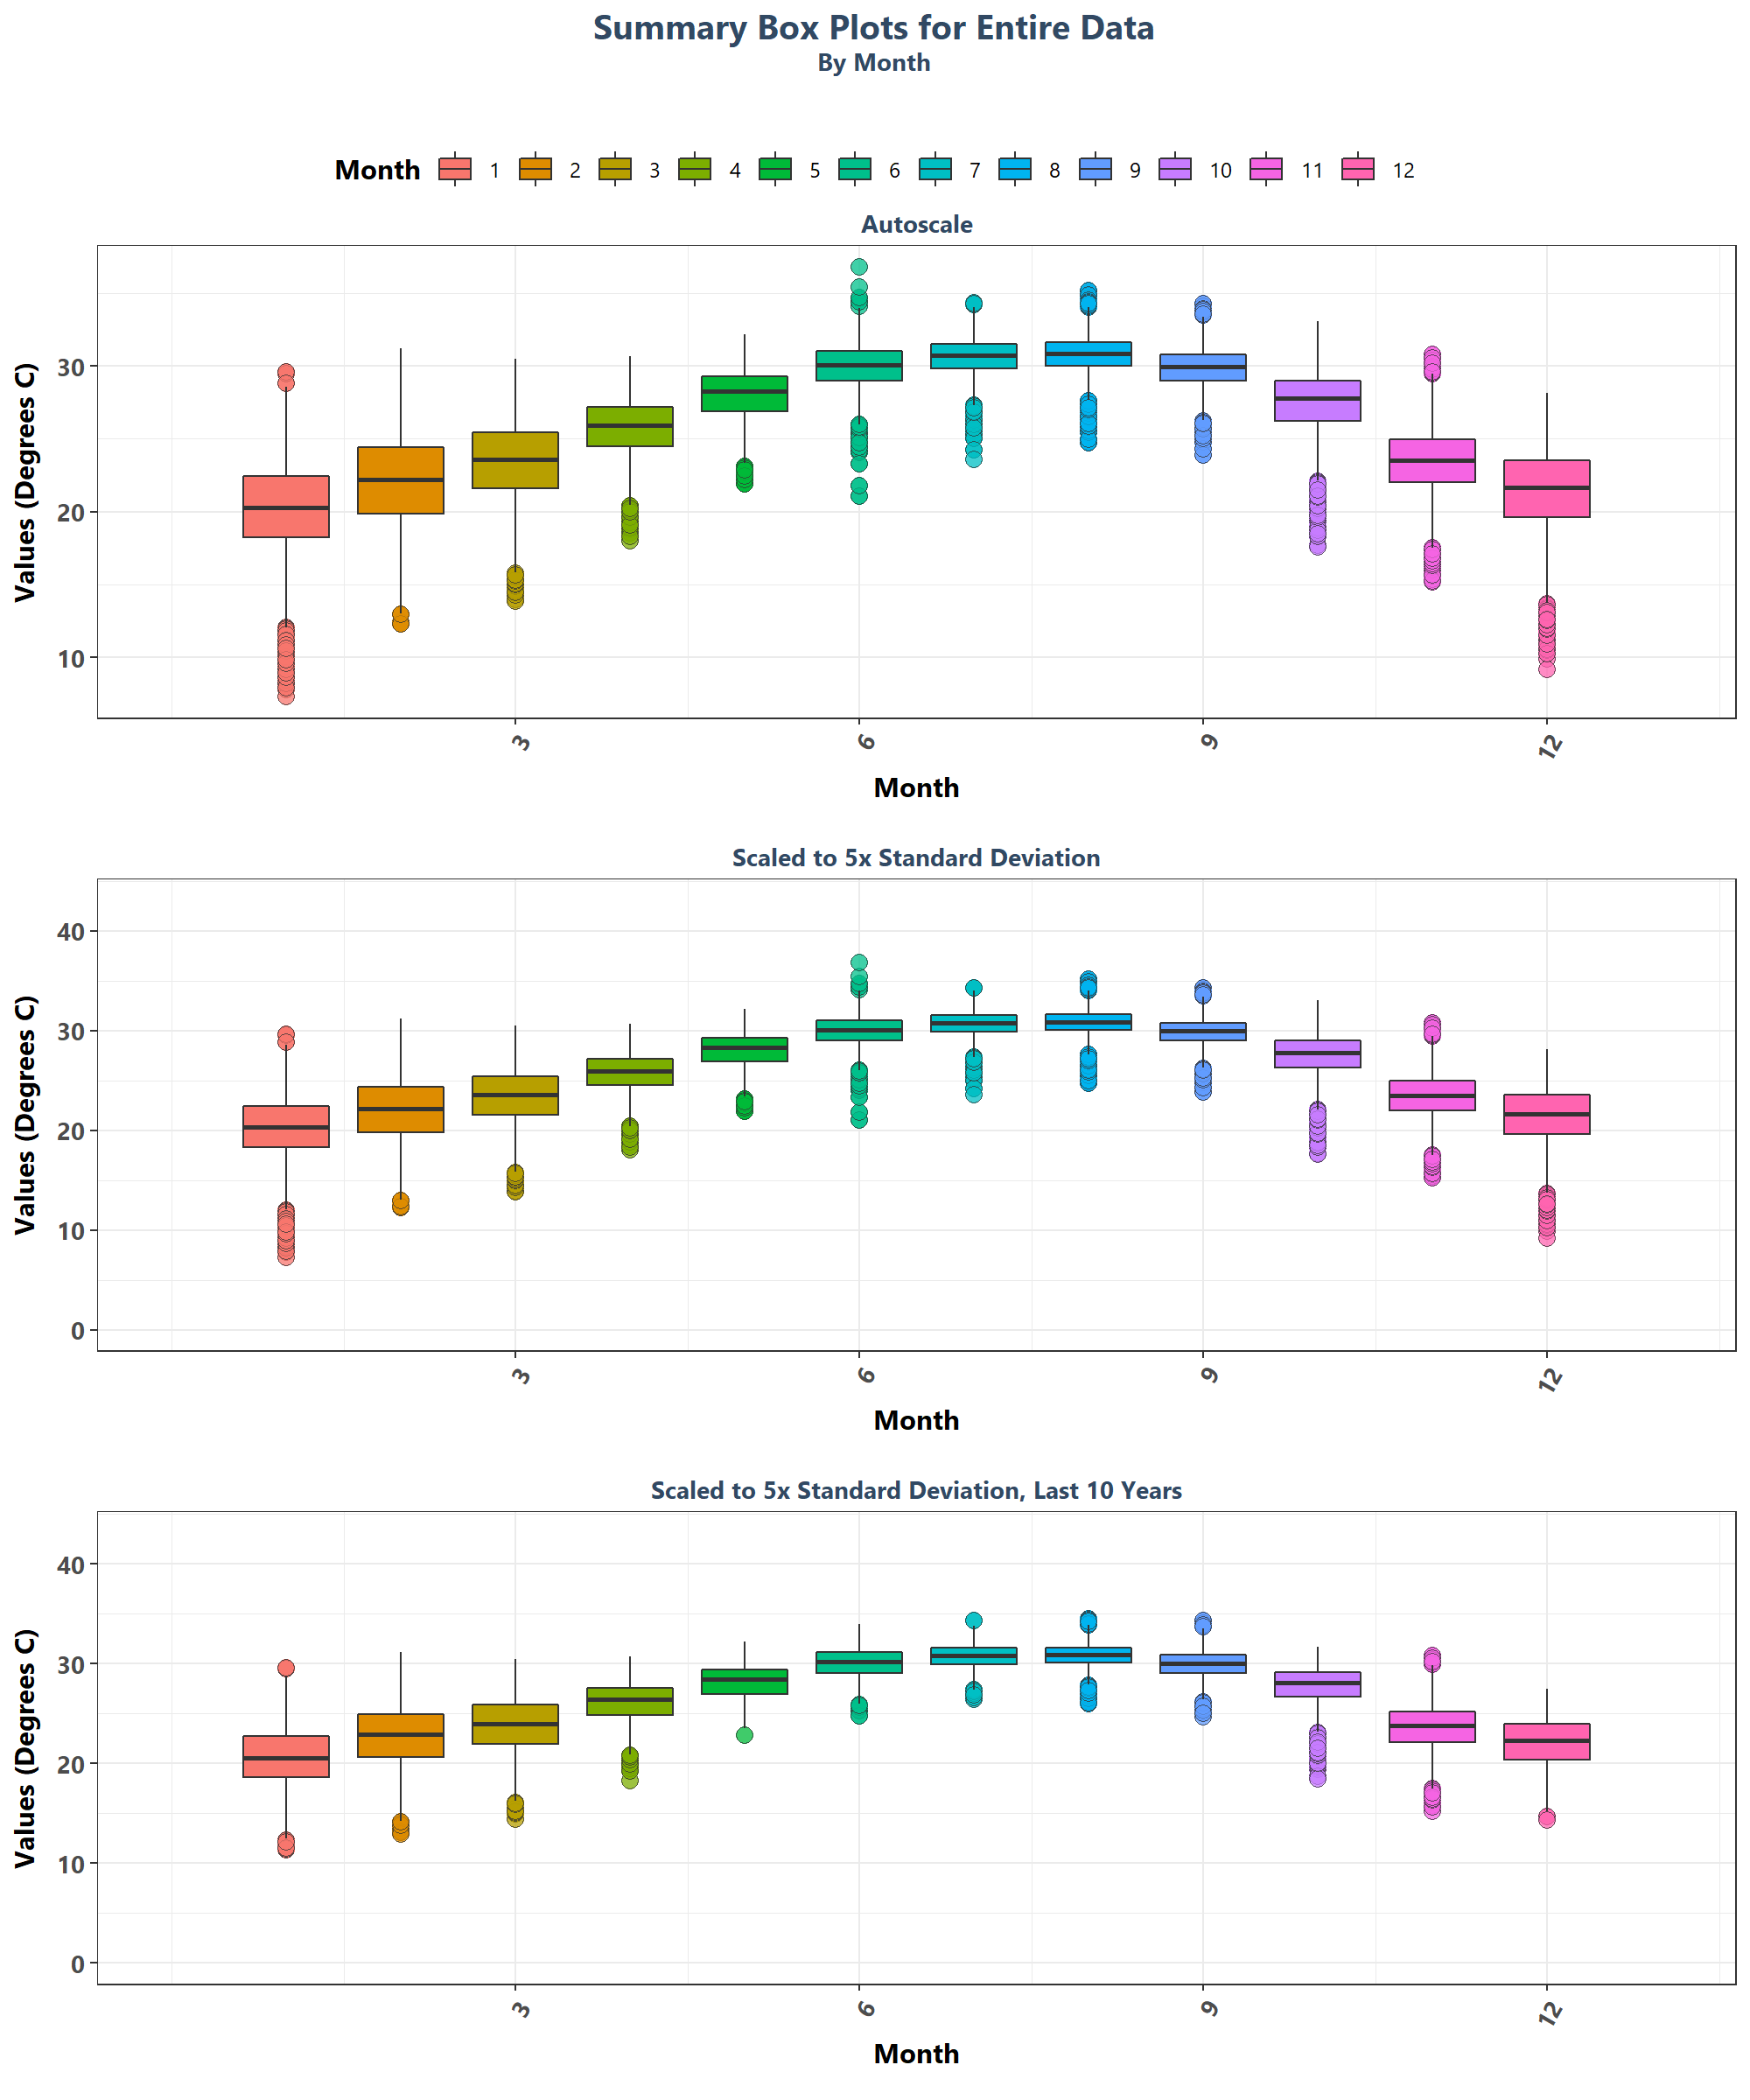 Summary Box Plots for Entire Data
By Month
Month 1 2 3 4 5 6 7 8 9 10 11 12
Autoscale
Values (Degrees C)
30
20
10
3 6 9 12
Month
Scaled to 5x Standard Deviation
Values (Degrees C)
40
30
20
10
0
3 6 9 12
Month
Scaled to 5x Standard Deviation, Last 10 Years
Values (Degrees C)
40
30
20
10
0
3 6 9 12
Month